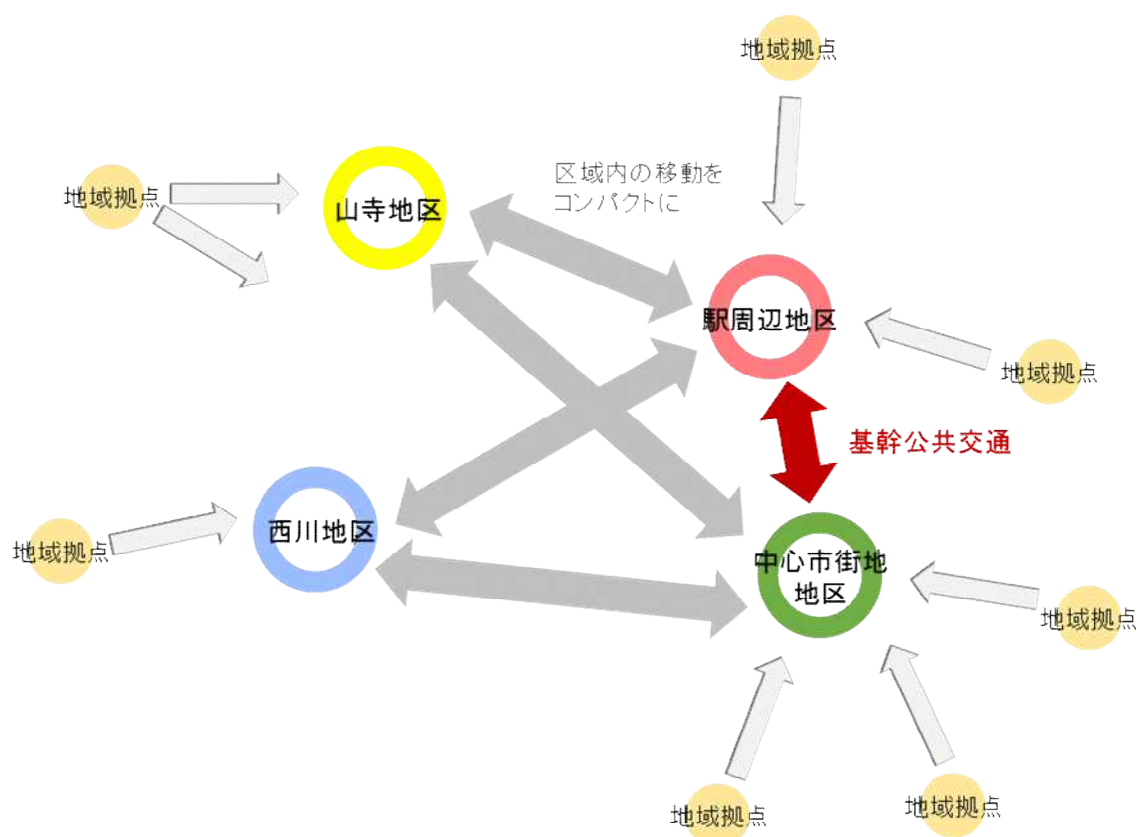 地域拠点
区域内の移動を
コンパクトに
地域拠点
山寺地区
駅周辺地区
地域拠点
基幹公共交通
西川地区
地域拠点
中心市街地
地区
地域拠点
地域拠点
地域拠点